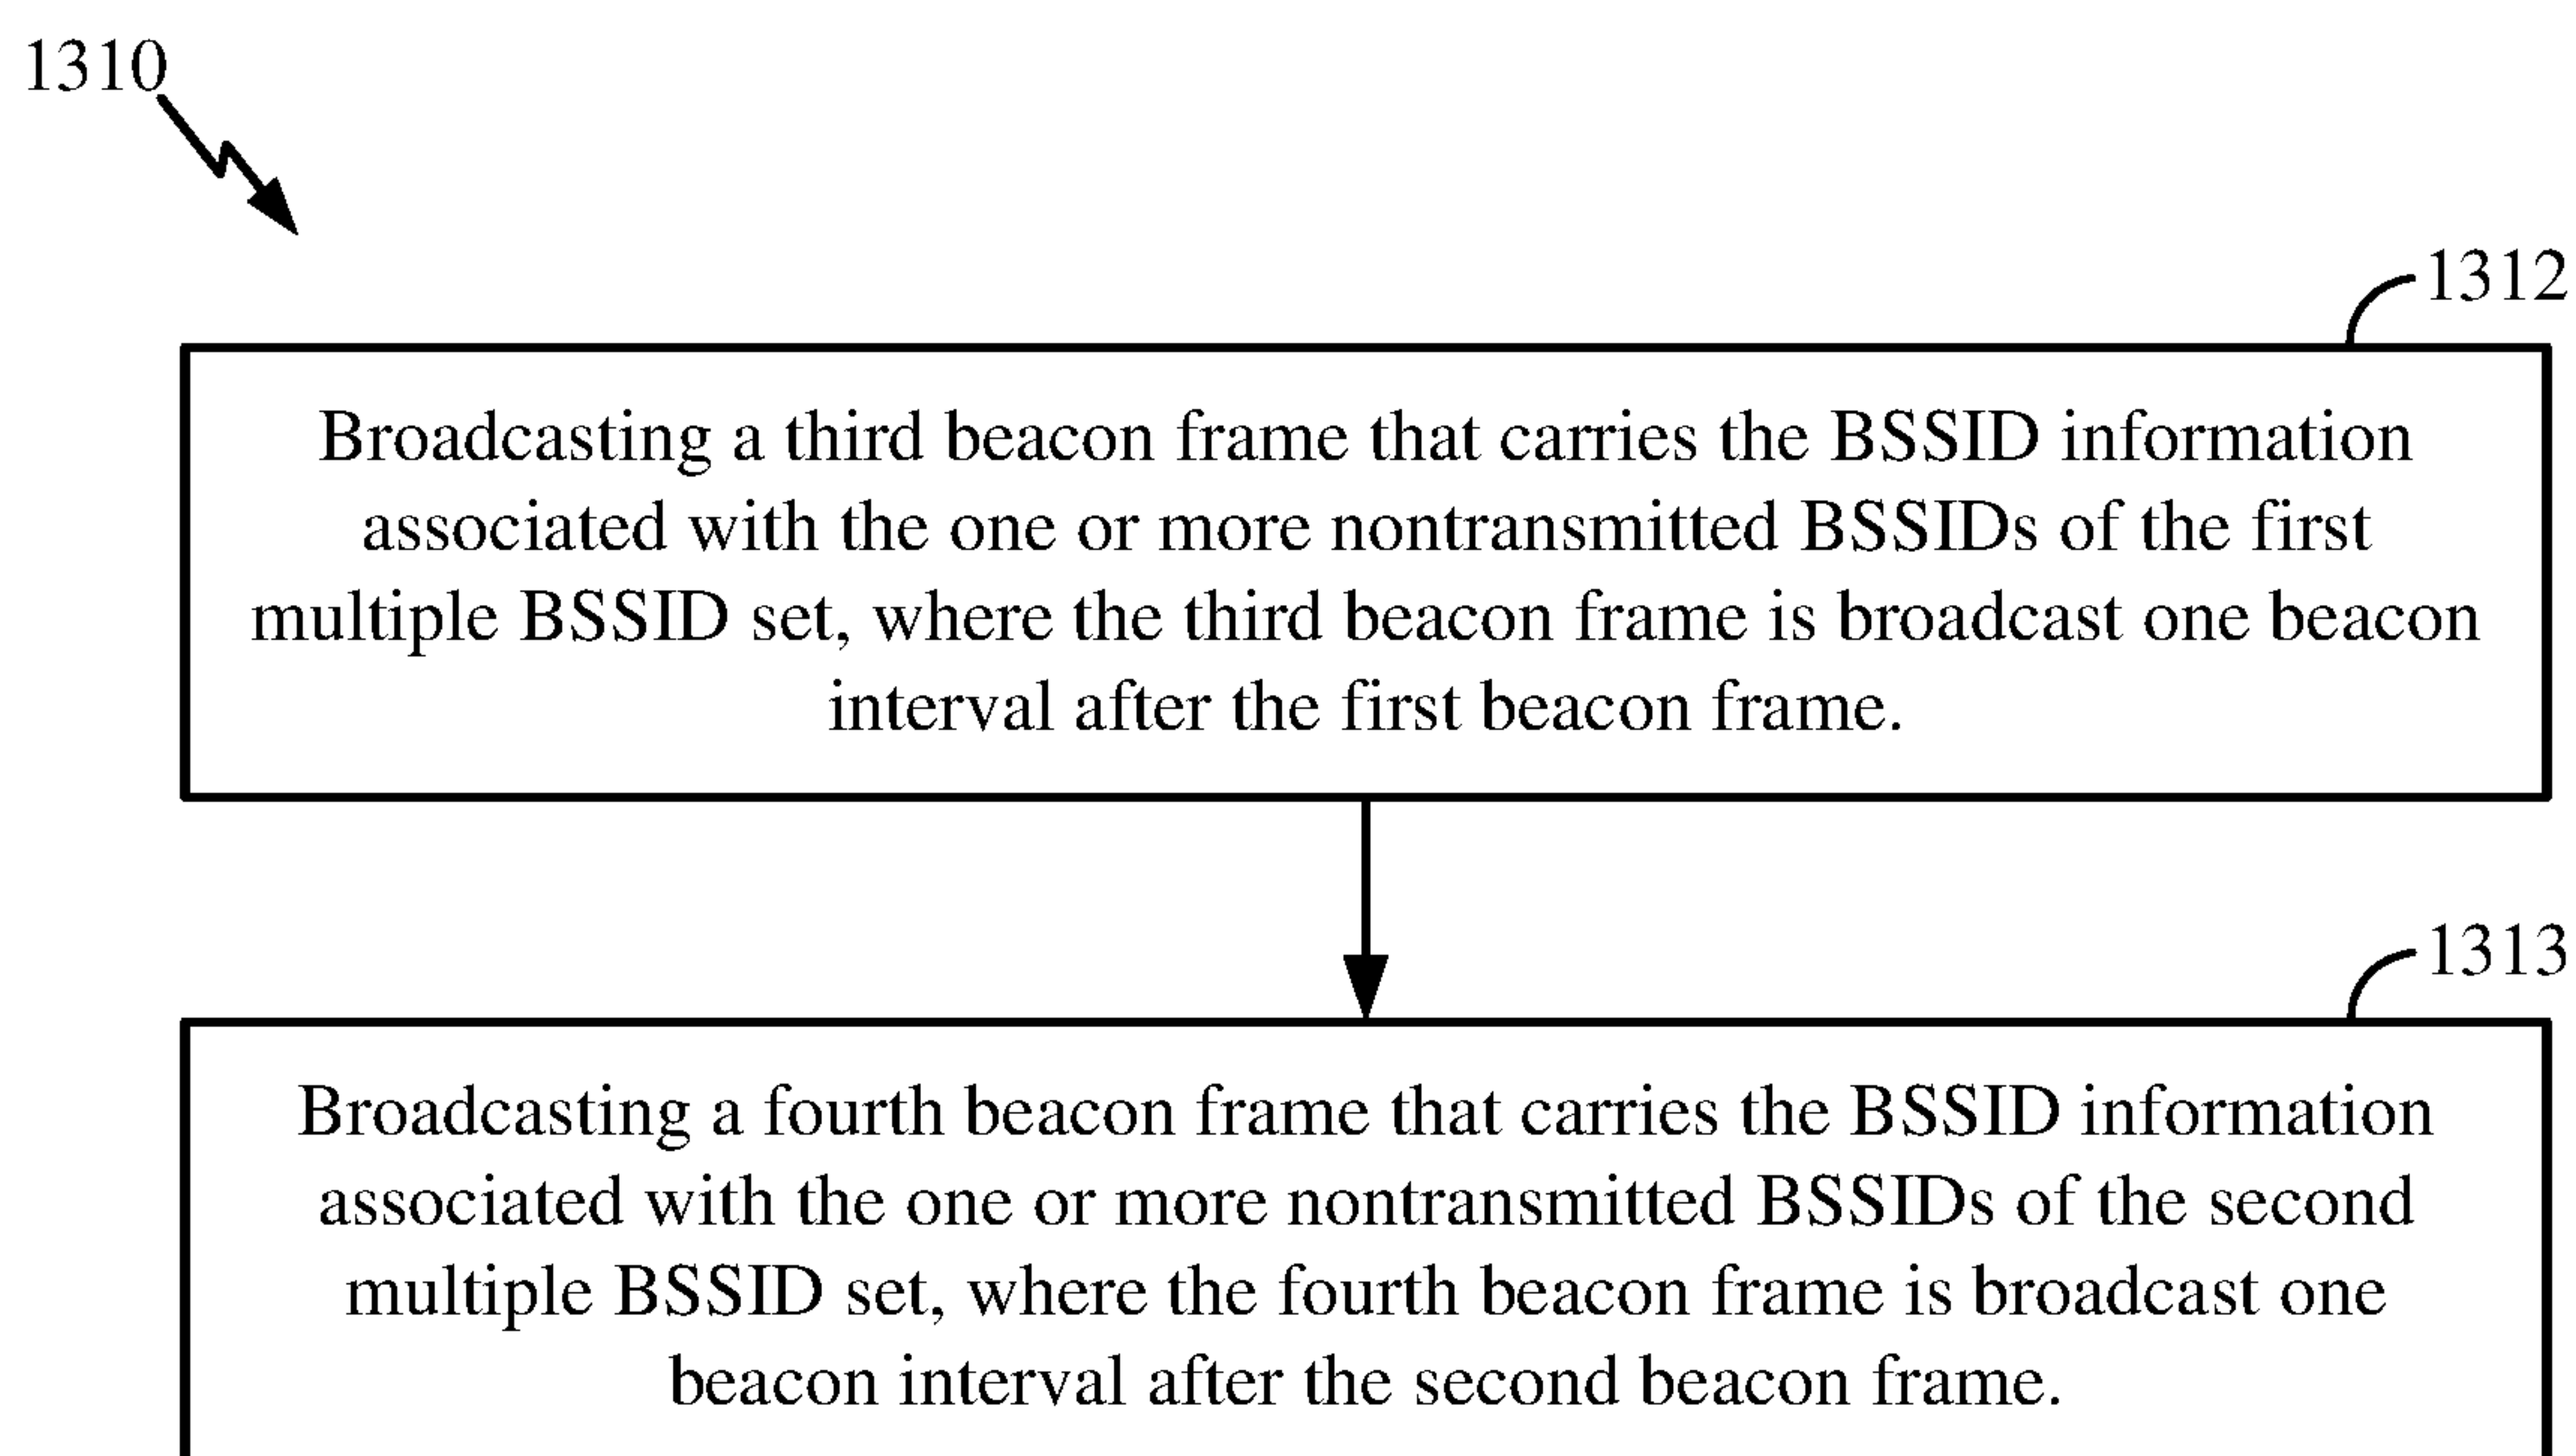 1310
1312
Broadcasting a third beacon frame that carries the BSSID information
associated with the one or more nontransmitted BSSIDs of the first
multiple BSSID set, where the third beacon frame is broadcast one beacon
interval after the first beacon frame.
1313
Broadcasting a fourth beacon frame that carries the BSSID information
associated with the one or more nontransmitted BSSIDs of the second
multiple BSSID set, where the fourth beacon frame is broadcast one
beacon interval after the second beacon frame.